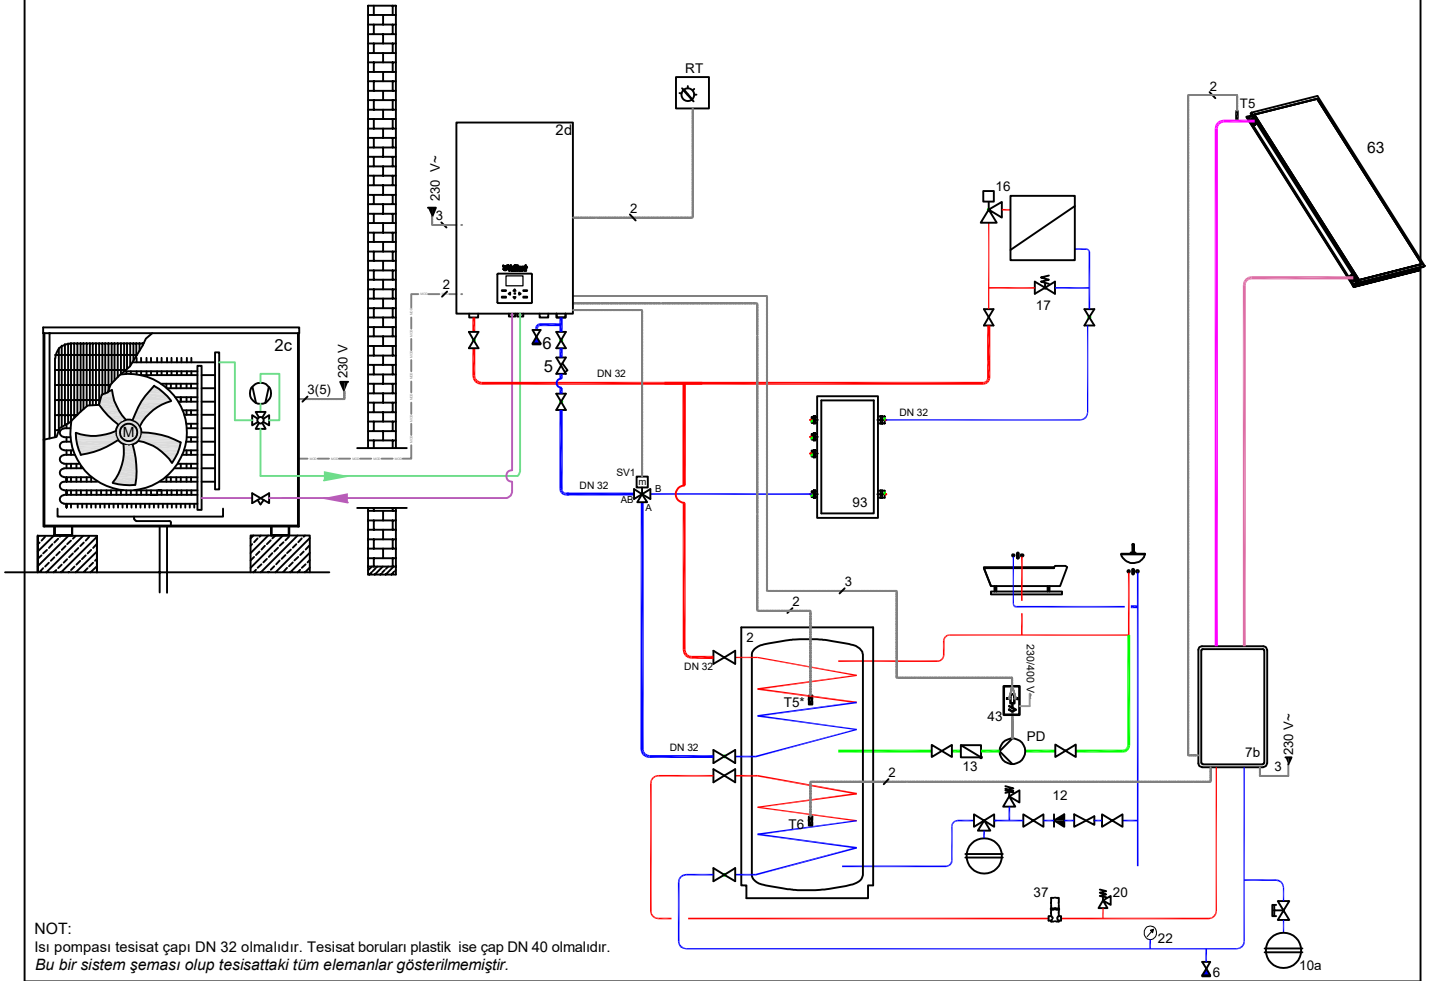 RT
2d
230 V~
3
2
2
2c
3(5)
230 V
Vaillant
6
5
DN 32
16
17
2
T5
63
DN 32
SV1
m
DN 32
AB
B
A
93
M
3
2
2
DN 32
T5*
230/400 V~
43
PD
DN 32
13
2
7b
3
230 V~
T6
12
37
20
22
6
10a
NOT:
Isı pompası tesisat çapı DN 32 olmalıdır. Tesisat boruları plastik ise çap DN 40 olmalıdır.
Bu bir sistem şeması olup tesisattaki tüm elemanlar gösterilmemiştir.